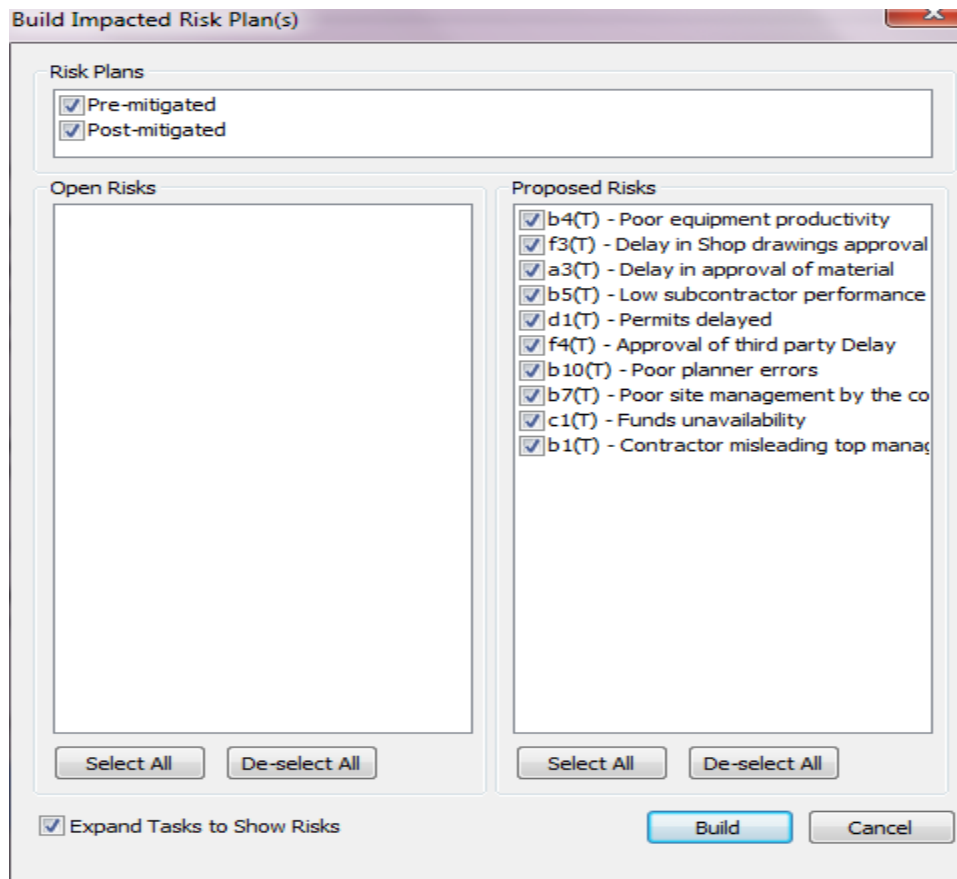 Build Impacted Risk Plan(s)
Risk Plans
Pre-mitigated
Post-mitigated
Open Risks
Proposed Risks
b4(T) - Poor equipment productivity
f3(T) - Delay in Shop drawings approval
a3(T) - Delay in approval of material
b5(T) - Low subcontractor performance
d1(T) - Permits delayed
f4(T) - Approval of third party Delay
b10(T) - Poor planner errors
b7(T) - Poor site management by the co
c1(T) - Funds unavailability
b1(T) - Contractor misleading top manag
Select All De-select All Select All De-select All
Expand Tasks to Show Risks Build Cancel